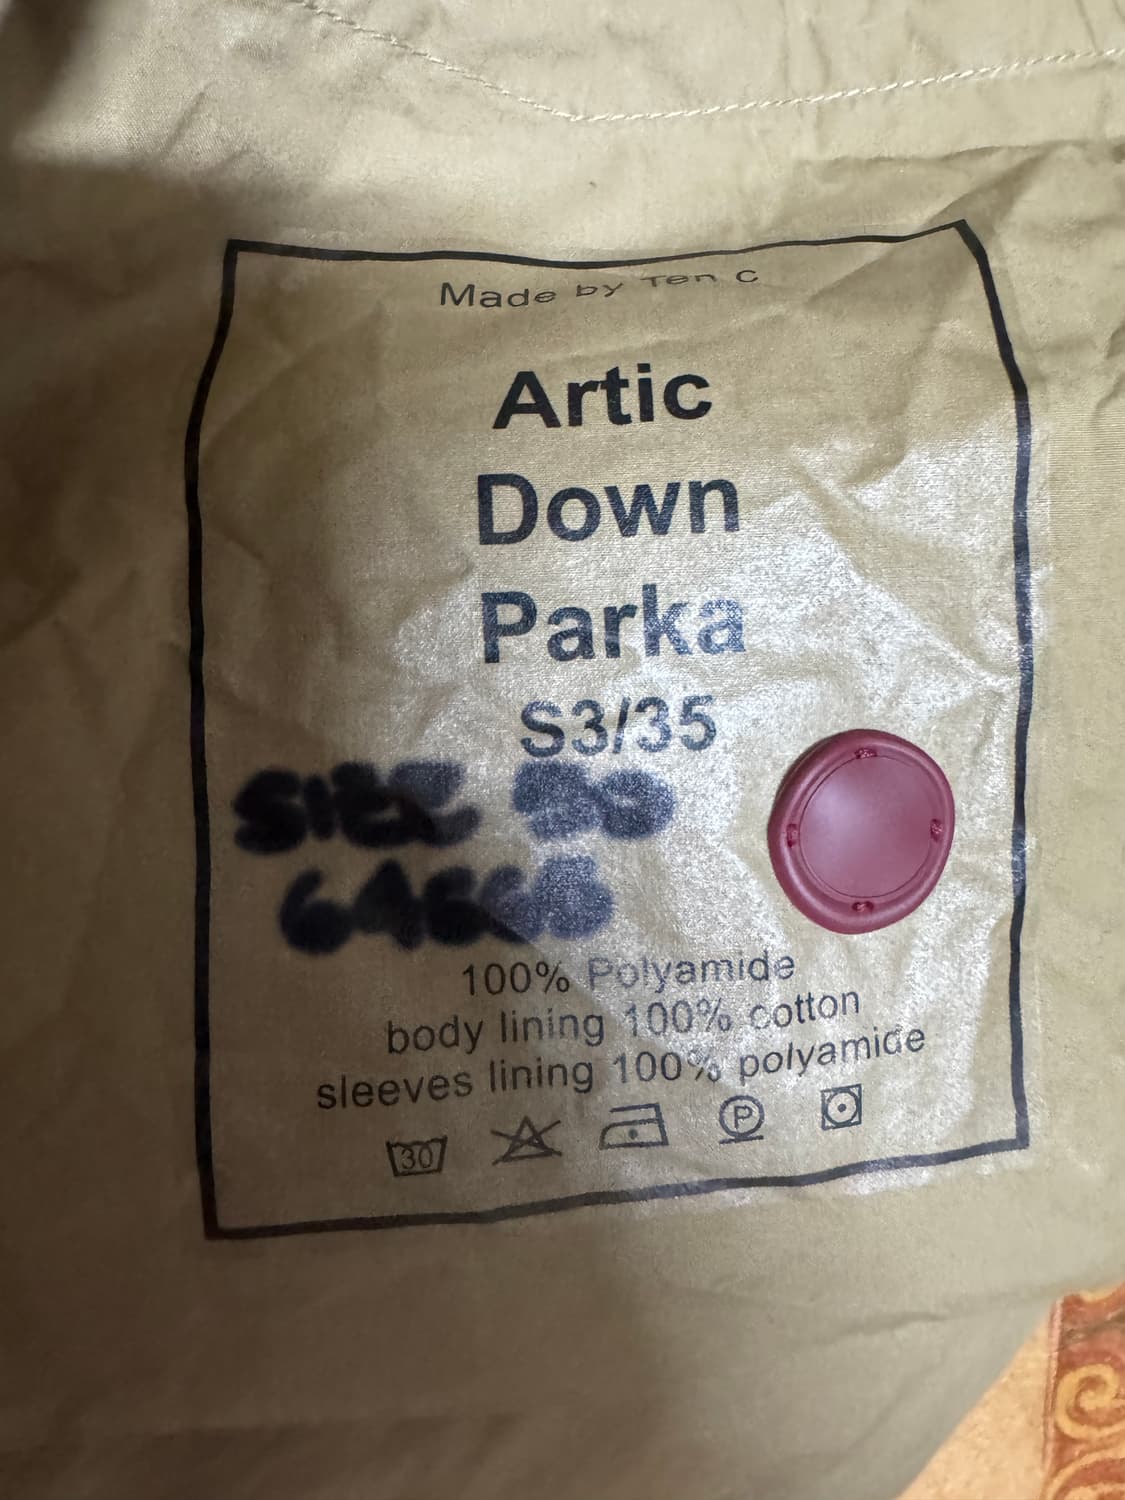 Made by Ten C
Artic
Down
Parka
S3/35
SIZE
100% Polyamide
body lining 100% cotton
sleeves lining 100% polyamide
30
P